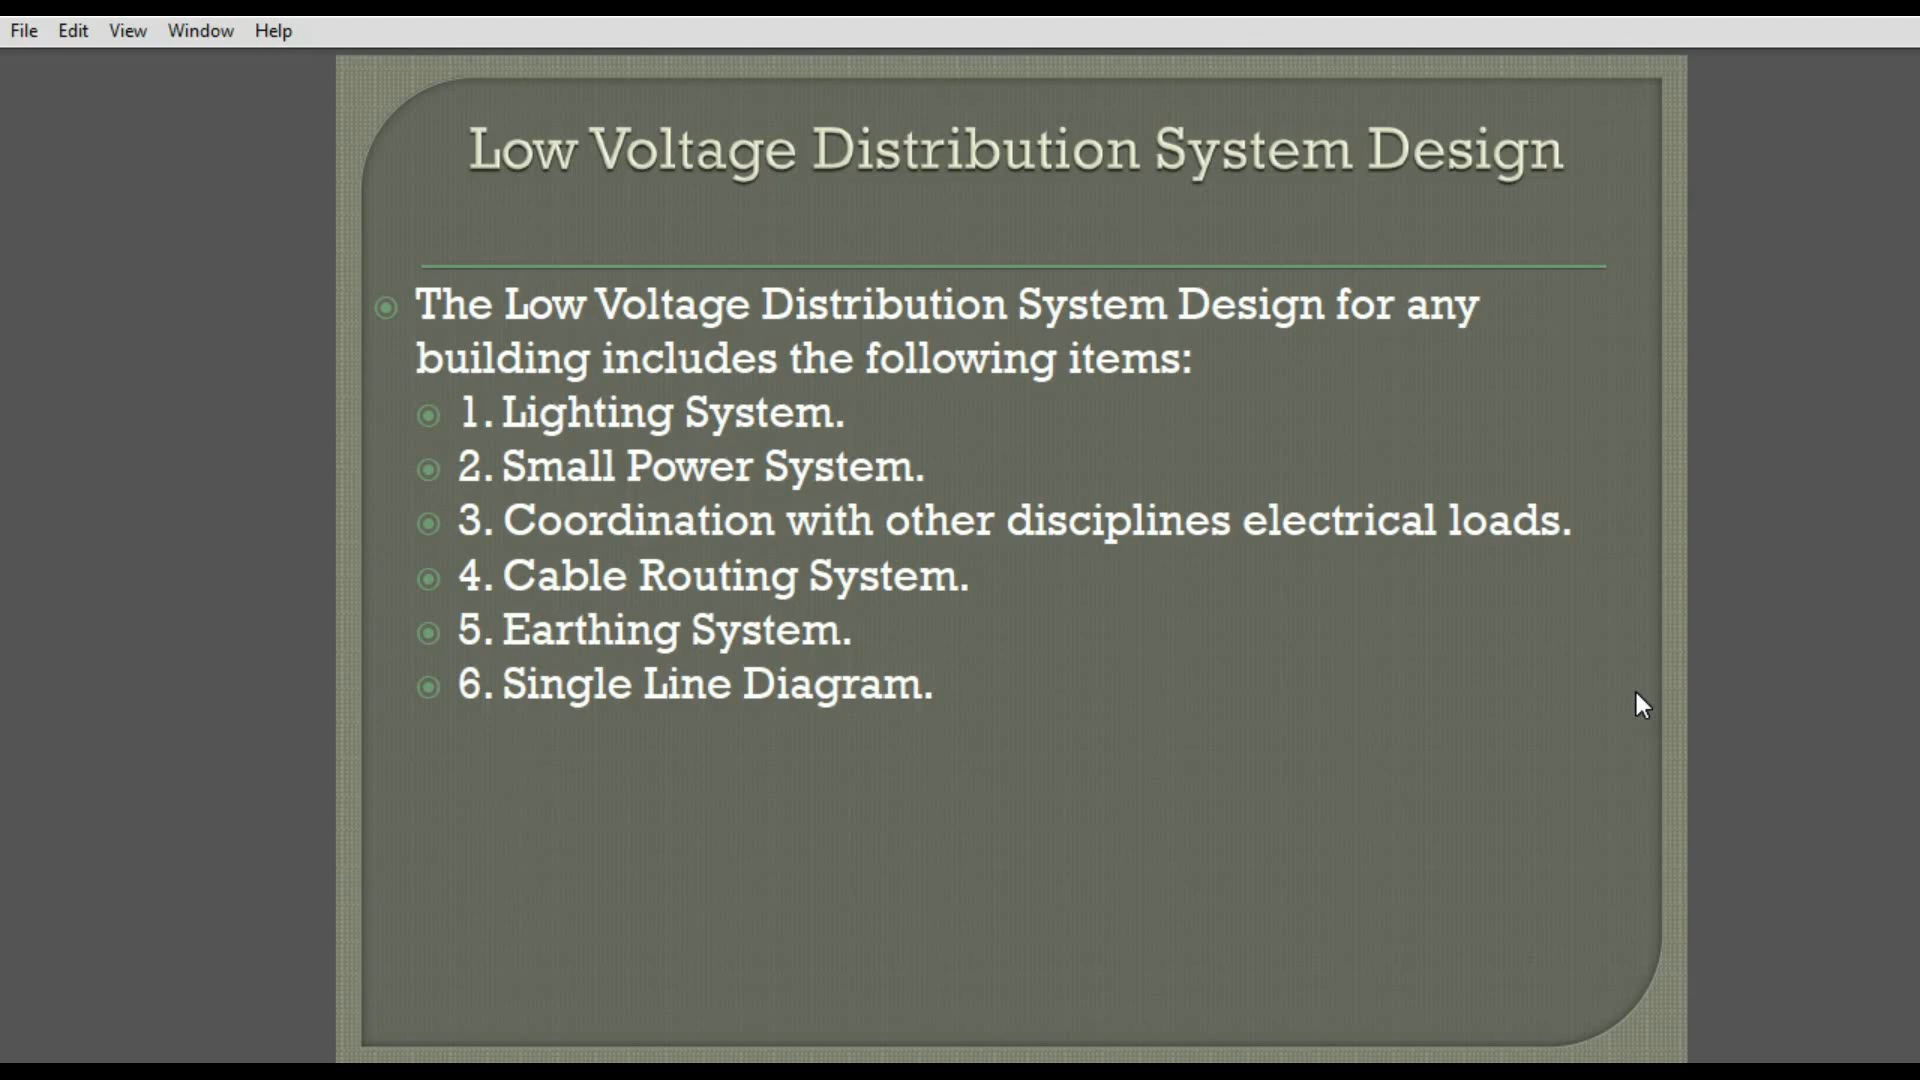 File Edit View Window Help
Low Voltage Distribution System Design
The Low Voltage Distribution System Design for any
building includes the following items:
1. Lighting System.
2. Small Power System.
3. Coordination with other disciplines electrical loads.
4. Cable Routing System.
5. Earthing System.
6. Single Line Diagram.